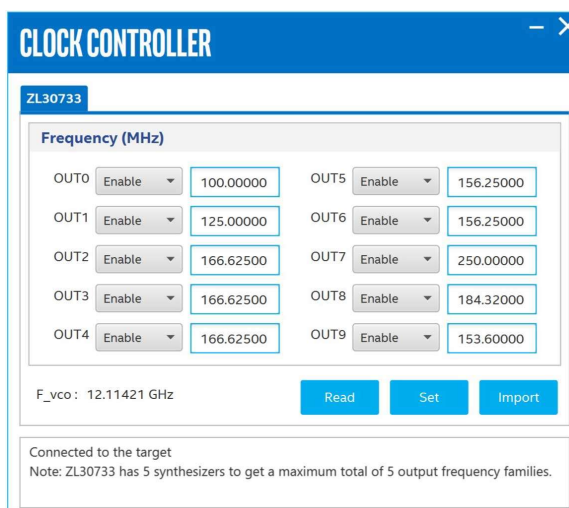 CLOCK CONTROLLER
ZL30733
Frequency (MHz)
OUT0 Enable 100.00000 OUT5 Enable 156.25000
OUT1 Enable 125.00000 OUT6 Enable 156.25000
OUT2 Enable 166.62500 OUT7 Enable 250.00000
OUT3 Enable 166.62500 OUT8 Enable 184.32000
OUT4 Enable 166.62500 OUT9 Enable 153.60000
F_vco : 12.11421 GHz Read Set Import
Connected to the target
Note: ZL30733 has 5 synthesizers to get a maximum total of 5 output frequency families.